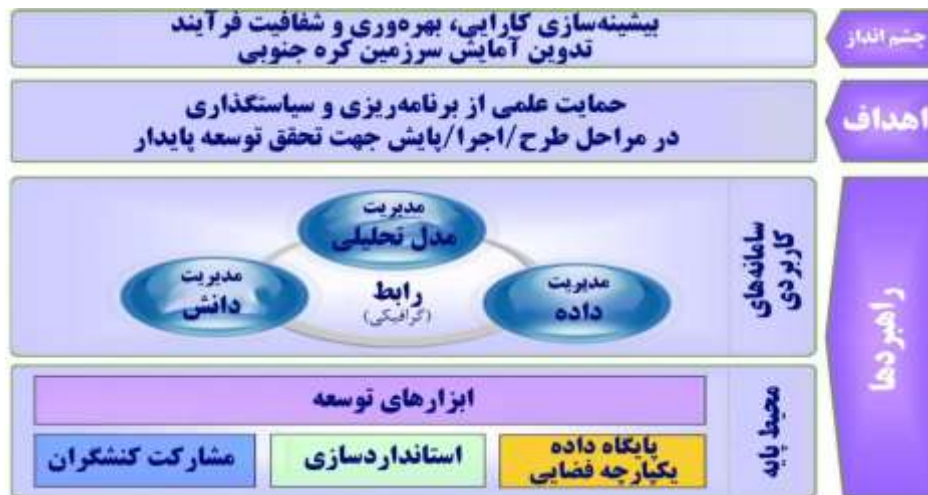 چشم انداز
بیشینه‌سازی کارایی، بهره‌وری و شفافیت فرآیند
تدوین آمایش سرزمین کره جنوبی
اهداف
حمایت علمی از برنامه‌ریزی و سیاستگذاری
در مراحل طرح/اجرا/پایش جهت تحقق توسعه پایدار
راهبردها
سامانه‌های
کاربردی
مدیریت
مدل تحلیلی
مدیریت
داده
رابط
(گرافیکی)
مدیریت
دانش
محیط پایه
ابزارهای توسعه
پایگاه داده
یکپارچه فضایی
استانداردسازی
مشارکت کنشگران